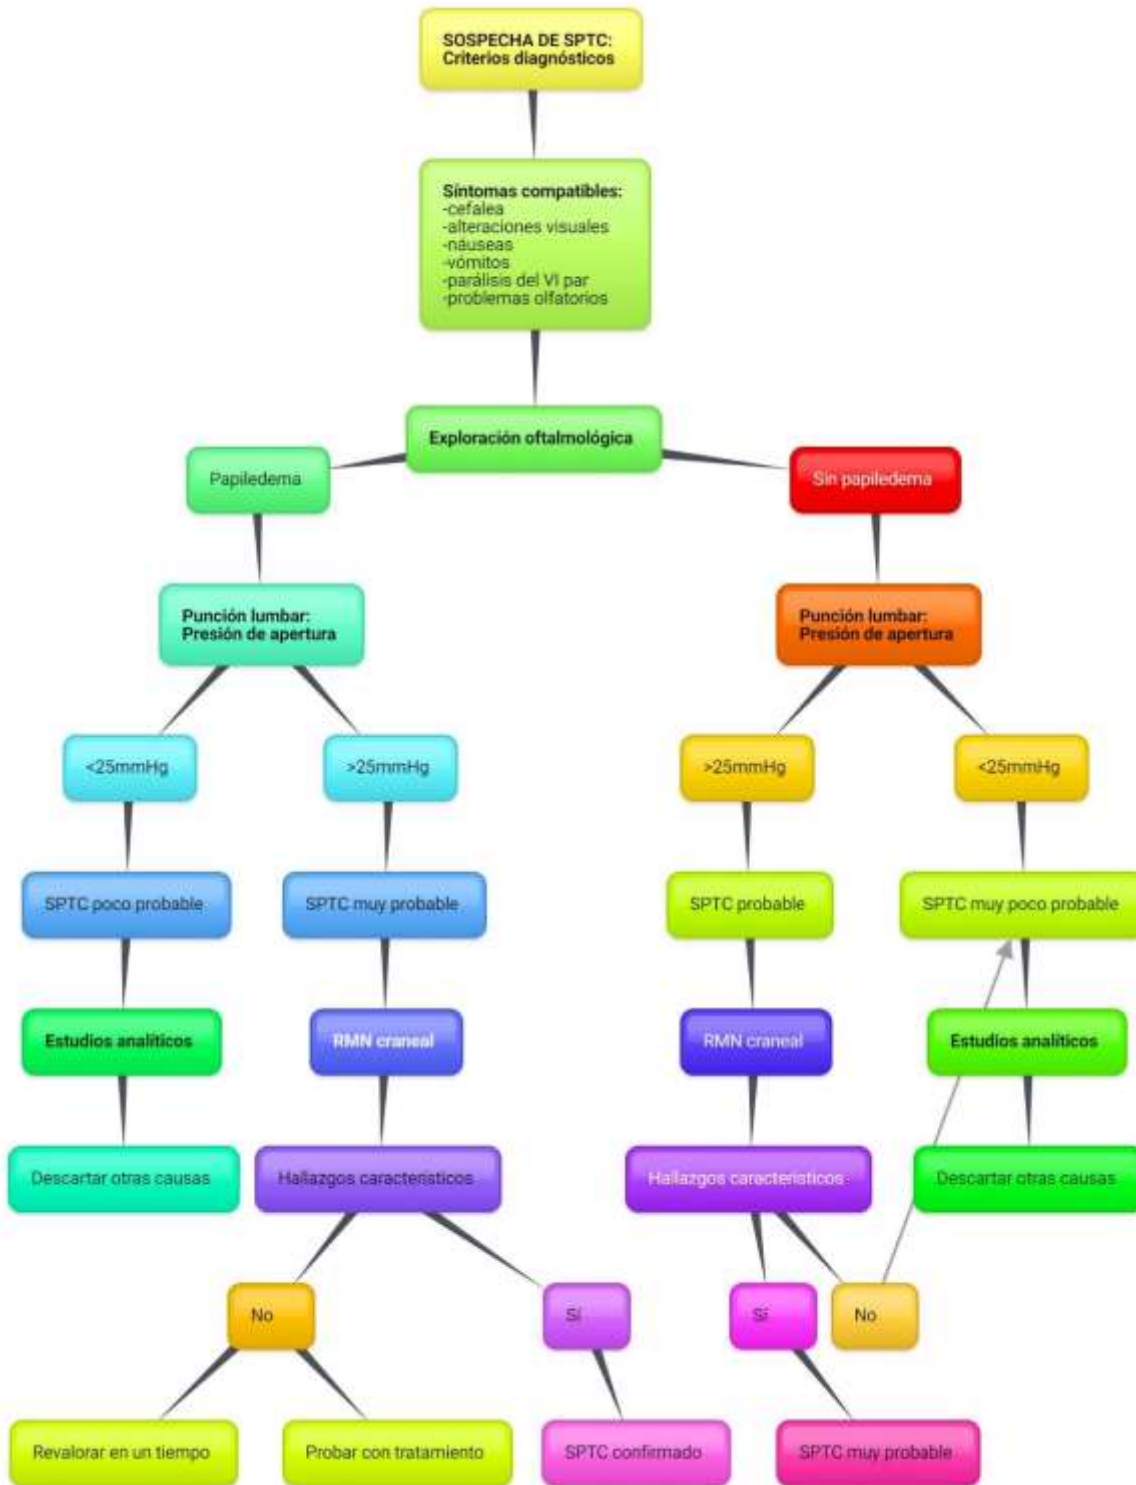 SOSPECHA DE SPTC:
Criterios diagnósticos
Síntomas compatibles:
-cefalea
-alteraciones visuales
-náuseas
-vómitos
-parálisis del VI par
-problemas olfatorios
Exploración oftalmológica
Papiledema
Sin papiledema
Punción lumbar:
Presión de apertura
Punción lumbar:
Presión de apertura
<25mmHg
>25mmHg
>25mmHg
<25mmHg
SPTC poco probable
SPTC muy probable
SPTC probable
SPTC muy poco probable
Estudios analíticos
RMN craneal
RMN craneal
Estudios analíticos
Descartar otras causas
Hallazgos característicos
Hallazgos característicos
Descartar otras causas
No
Sí
Sí
No
Revalorar en un tiempo
Probar con tratamiento
SPTC confirmado
SPTC muy probable